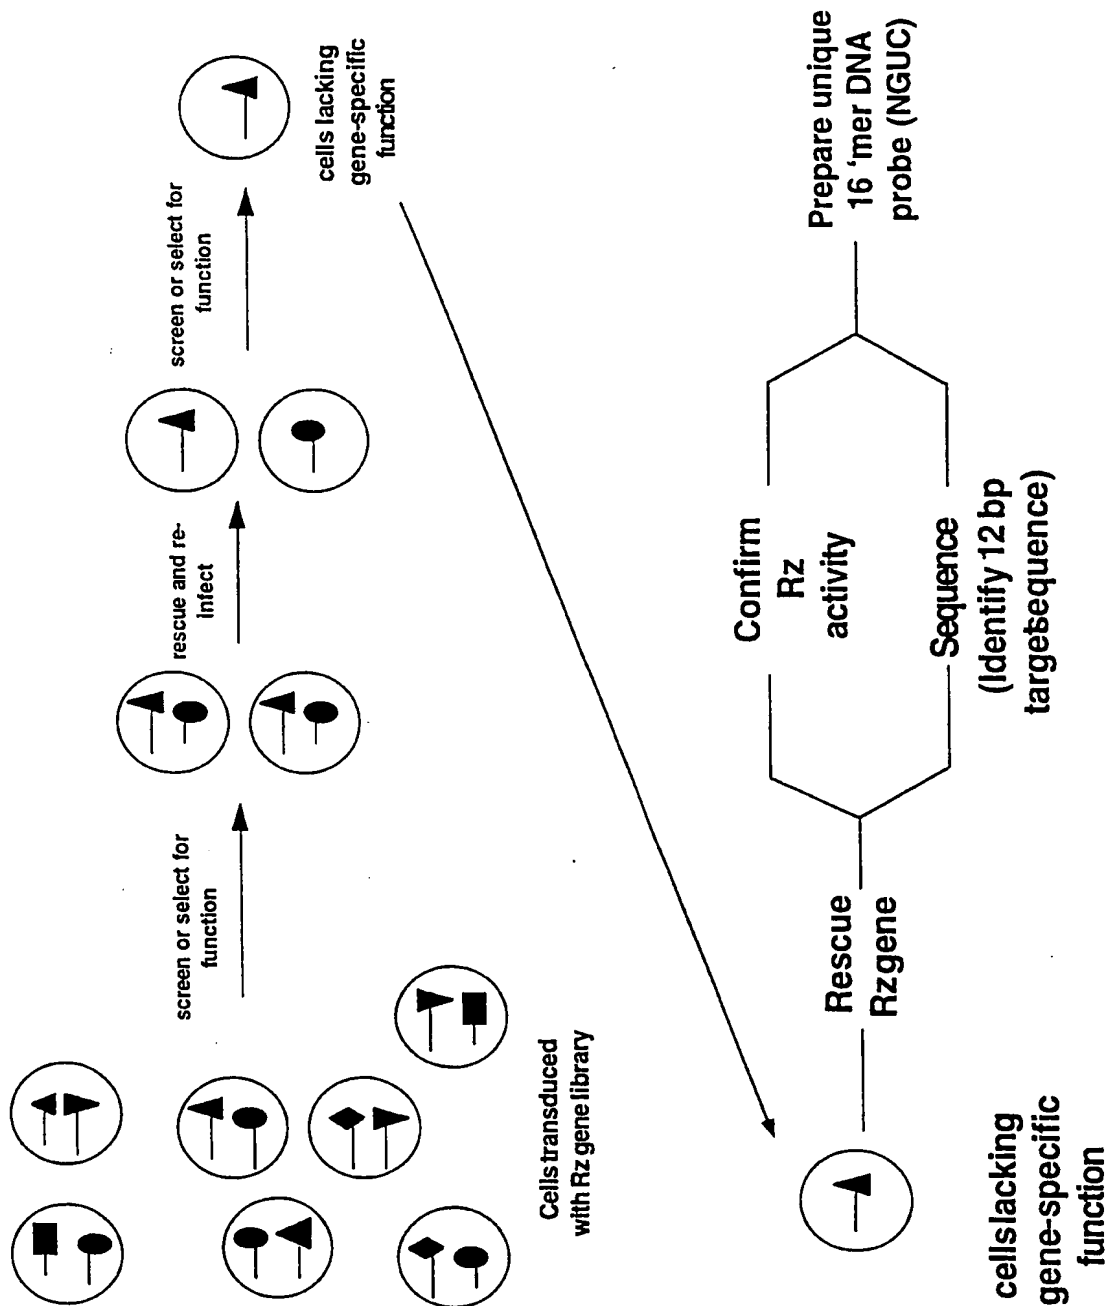 Cells transduced
with Rz gene library
screen or select for
function
rescue and re-
infect
screen or select for
function
cells lacking
gene-specific
function
cellslacking
gene-specific
function
Rescue
Rzgene
Confirm
Rz
activity
Sequence
(Identify 12 bp
targetsequence)
Prepare unique
16 'mer DNA
probe (NGUC)